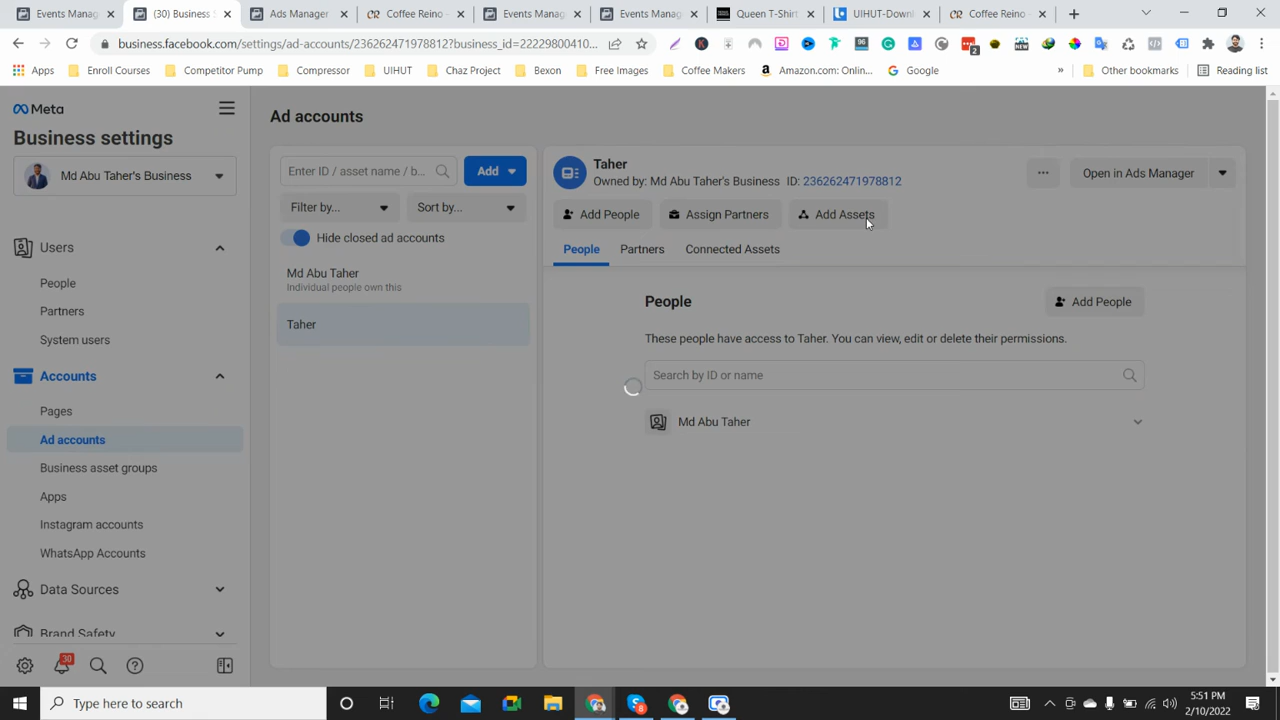 Events Manag
(30) Business S
Ads Manager
Coffee Reino -
Events Manag
Events Manag
Queen T-Shirt
UIHUT-Downl
Coffee Reino -
business.facebook.com/settings/ad-accounts/236262471978812?business_id=22229800410...
Apps
Enroll Courses
Competitor Pump
Compressor
UIHUT
Chaz Project
Bexon
Free Images
Coffee Makers
Amazon.com: Onlin...
Google
»
Other bookmarks
Reading list
Meta
Business settings
Md Abu Taher's Business
Users
People
Partners
System users
Accounts
Pages
Ad accounts
Business asset groups
Apps
Instagram accounts
WhatsApp Accounts
Data Sources
Brand Safety
30
Ad accounts
Enter ID / asset name / b...
Add
Filter by...
Sort by...
Hide closed ad accounts
Md Abu Taher
Individual people own this
Taher
Taher
Owned by: Md Abu Taher's Business ID: 236262471978812
...
Open in Ads Manager
Add People
Assign Partners
Add Assets
People
Partners
Connected Assets
People
Add People
These people have access to Taher. You can view, edit or delete their permissions.
Search by ID or name
Md Abu Taher
Type here to search
5:51 PM
2/10/2022